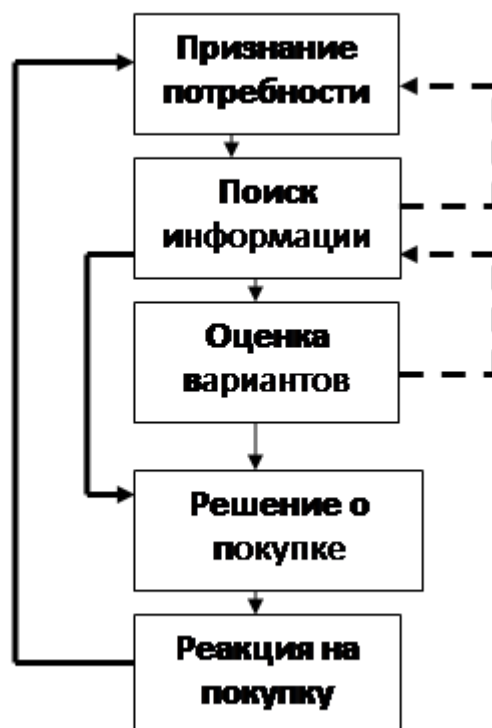 Признание
потребности
Поиск
информации
Оценка
вариантов
Решение о
покупке
Реакция на
покупку